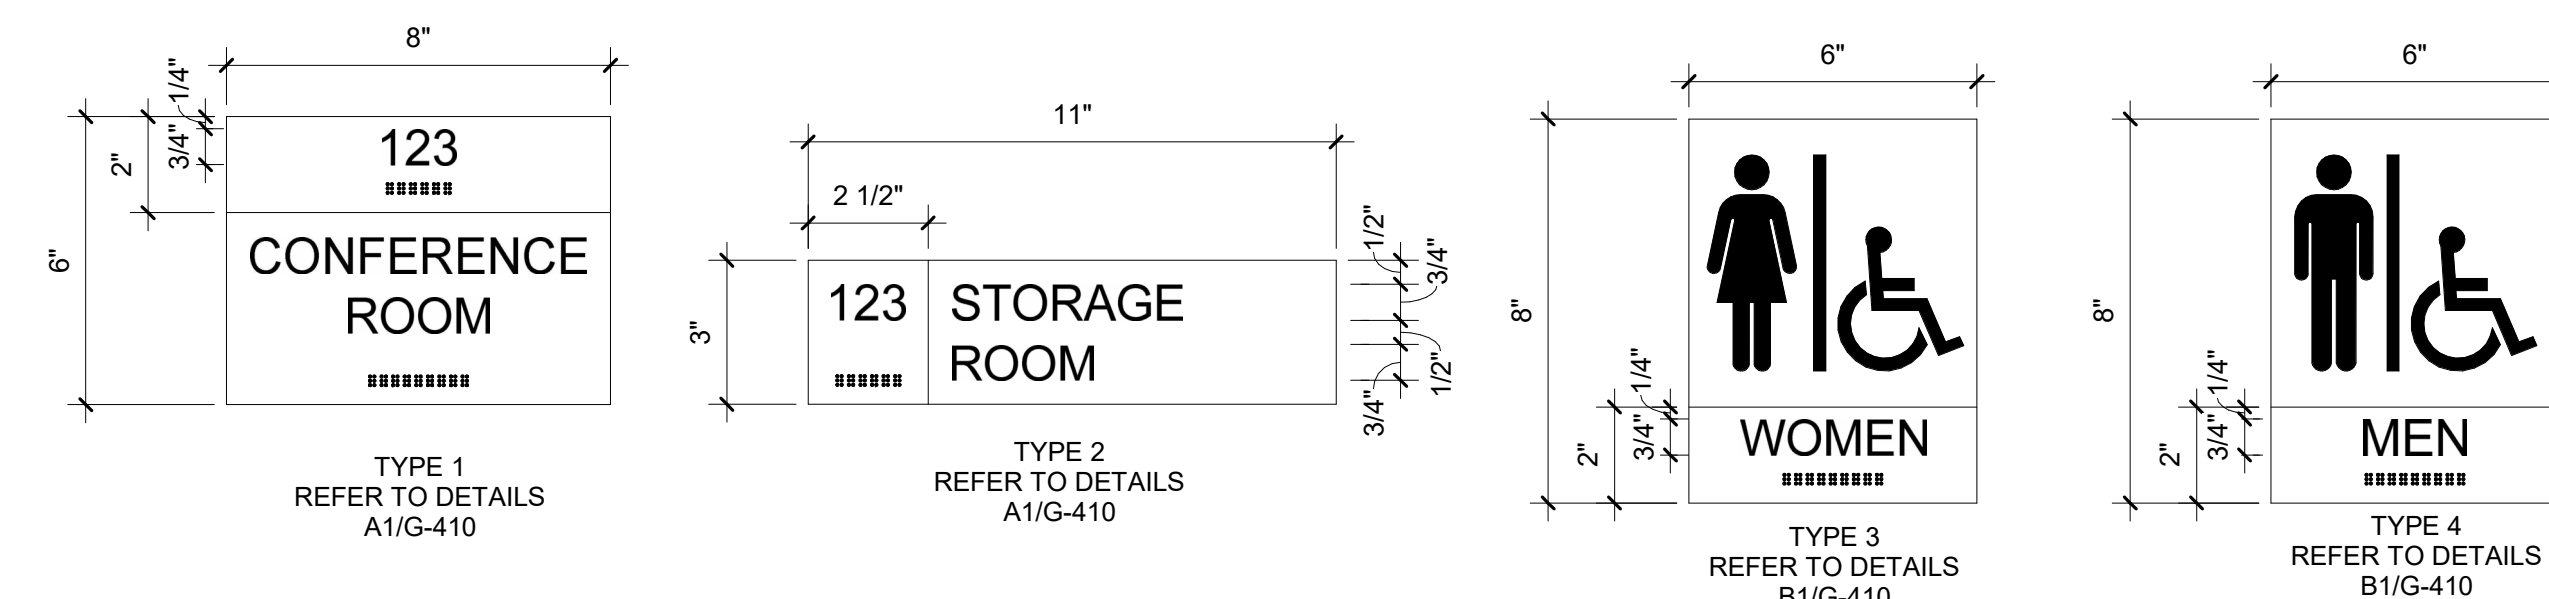 8"
1/4"
3/4"
2"
6"
123
CONFERENCE
ROOM
TYPE 1
REFER TO DETAILS
A1/G-410
11"
2 1/2"
3"
123
STORAGE
ROOM
1/2"
3/4"
1/2"
3/4"
TYPE 2
REFER TO DETAILS
A1/G-410
6"
8"
1/4"
3/4"
2"
WOMEN
TYPE 3
REFER TO DETAILS
B1/G-410
6"
8"
1/4"
3/4"
2"
MEN
TYPE 4
REFER TO DETAILS
B1/G-410